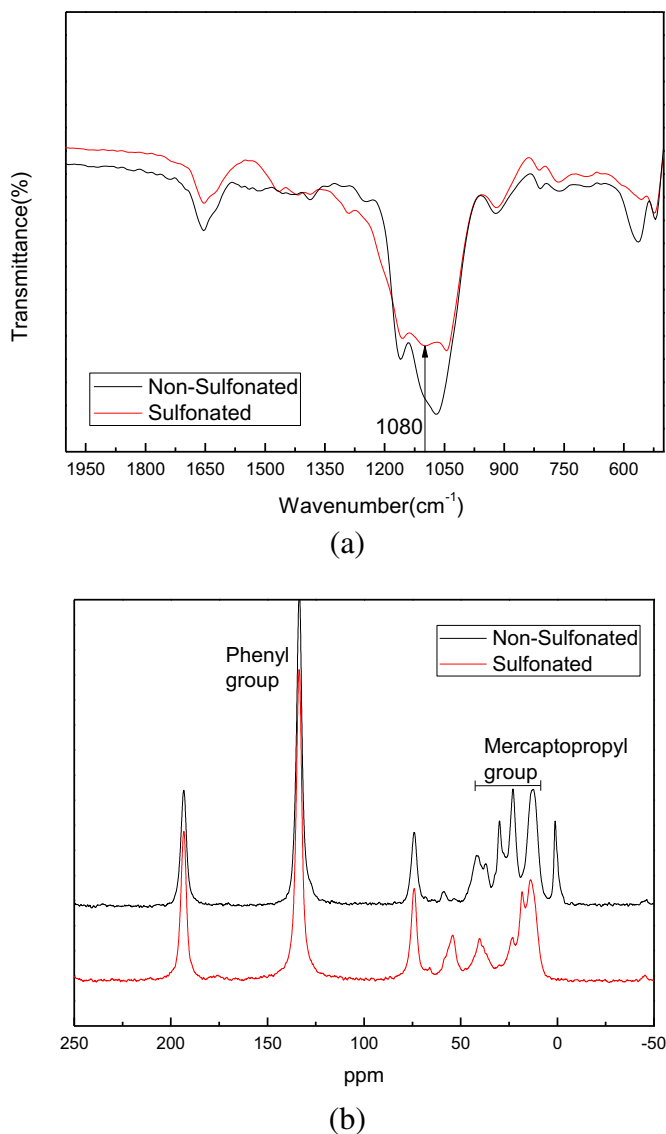 Transmittance(%)
Non-Sulfonated
Sulfonated
1080
1950 1800 1650 1500 1350 1200 1050 900 750 600
Wavenumber(cm⁻¹)
(a)
Non-Sulfonated
Sulfonated
Phenyl
group
Mercaptopropyl
group
250 200 150 100 50 0 -50
ppm
(b)